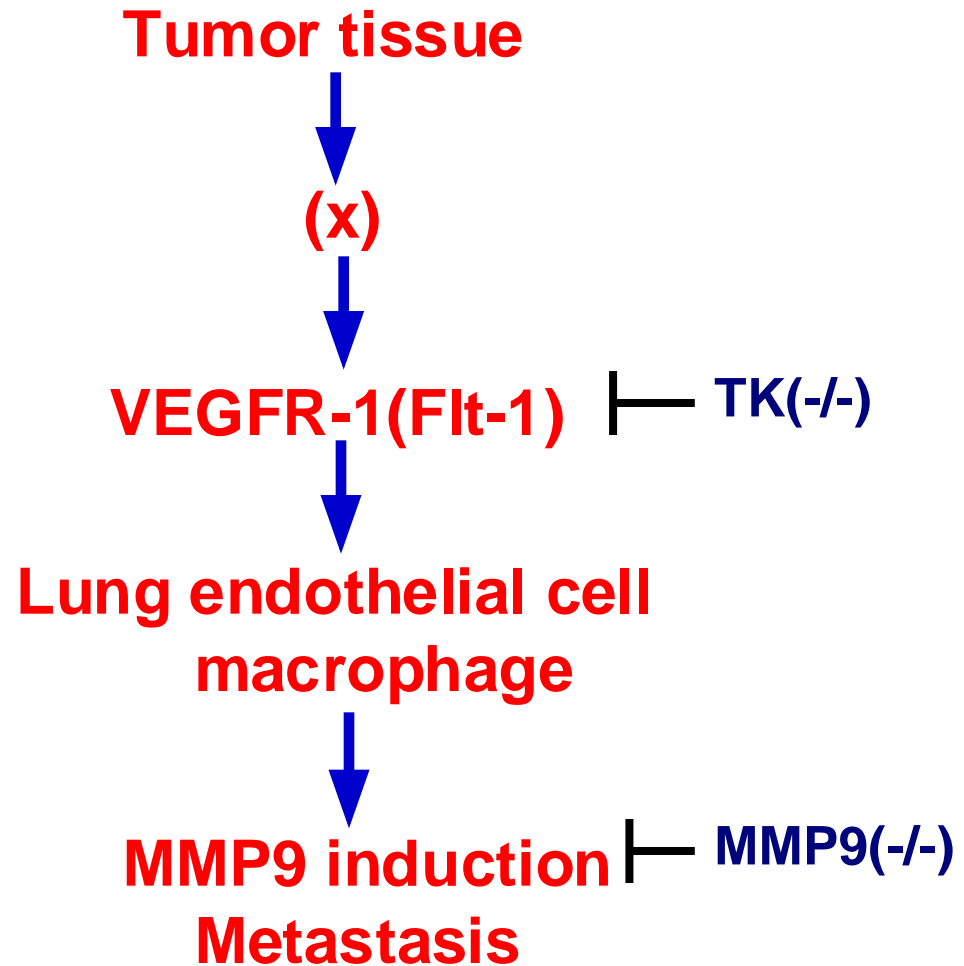 Tumor tissue
(x)
VEGFR-1(Flt-1)
TK(-/-)
Lung endothelial cell
macrophage
MMP9 induction
MMP9(-/-)
Metastasis